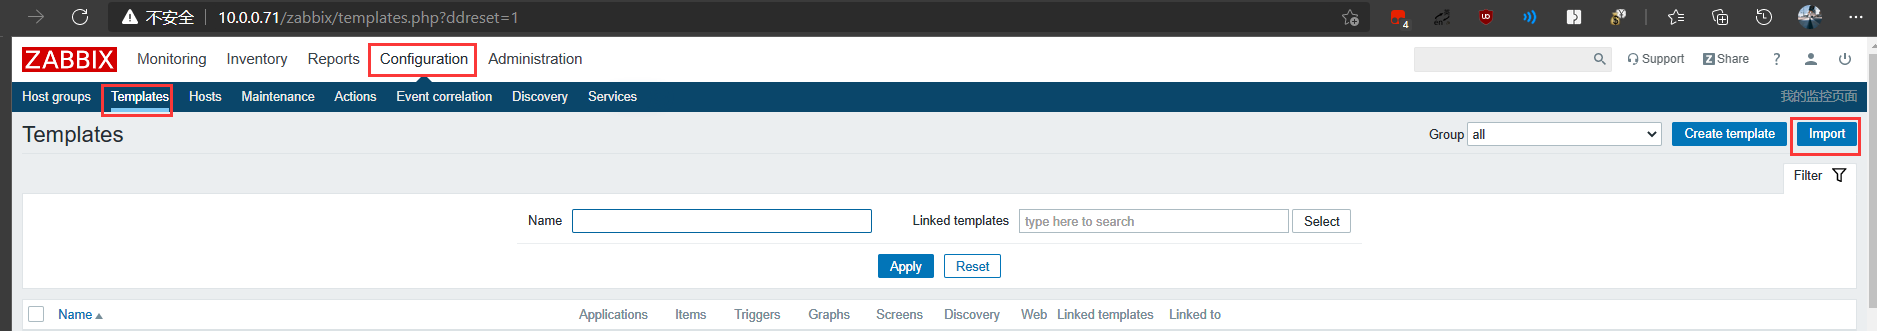 不安全 10.0.0.71/zabbix/templates.php?ddreset=1 4
ZABBIX Monitoring Inventory Reports Configuration Administration Support Z Share ?
Host groups Templates Hosts Maintenance Actions Event correlation Discovery Services 我的监控页面
Templates Group all Create template Import
Filter
Name Linked templates type here to search Select
Apply Reset
Name Applications Items Triggers Graphs Screens Discovery Web Linked templates Linked to